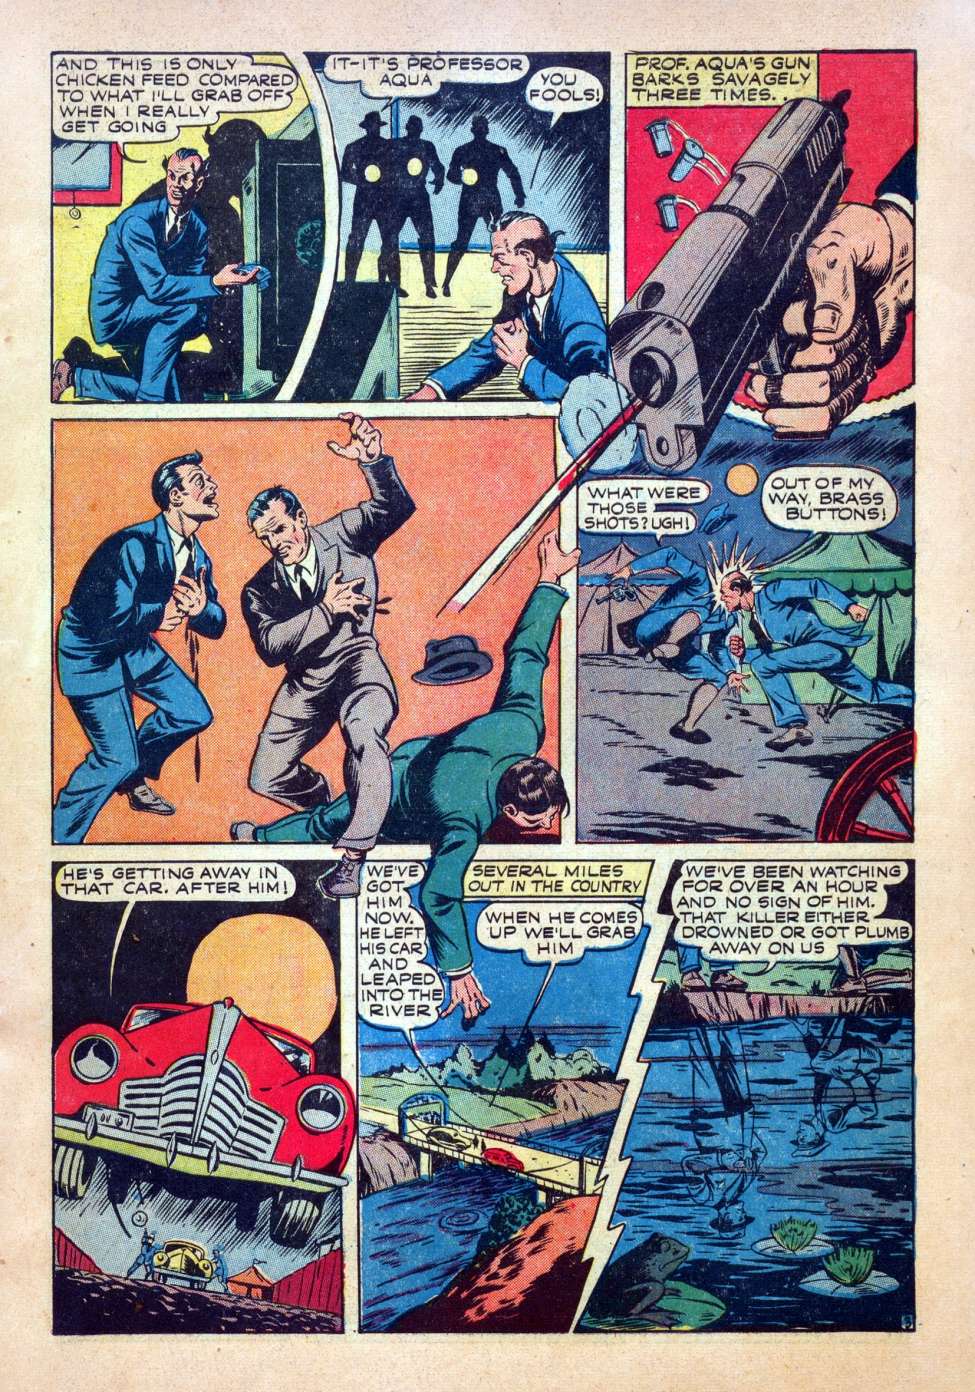 AND THIS IS ONLY
CHICKEN FEED COMPARED
TO WHAT I'LL GRAB OFF
WHEN I REALLY
GET GOING
IT-IT'S PROFESSOR
AQUA
YOU
FOOLS!
PROF. AQUA'S GUN
BARKS SAVAGELY
THREE TIMES..
WHAT WERE
THOSE
SHOTS? UGH!
OUT OF MY
WAY, BRASS
BUTTONS!
HE'S GETTING AWAY IN
THAT CAR. AFTER HIM!
WE'VE
GOT
HIM
NOW.
HE LEFT
HIS CAR
AND
LEAPED
INTO THE
RIVER
SEVERAL MILES
OUT IN THE COUNTRY
WHEN HE COMES
UP WE'LL GRAB
HIM
WE'VE BEEN WATCHING
FOR OVER AN HOUR
AND NO SIGN OF HIM.
THAT KILLER EITHER
DROWNED OR GOT PLUMB
AWAY ON US